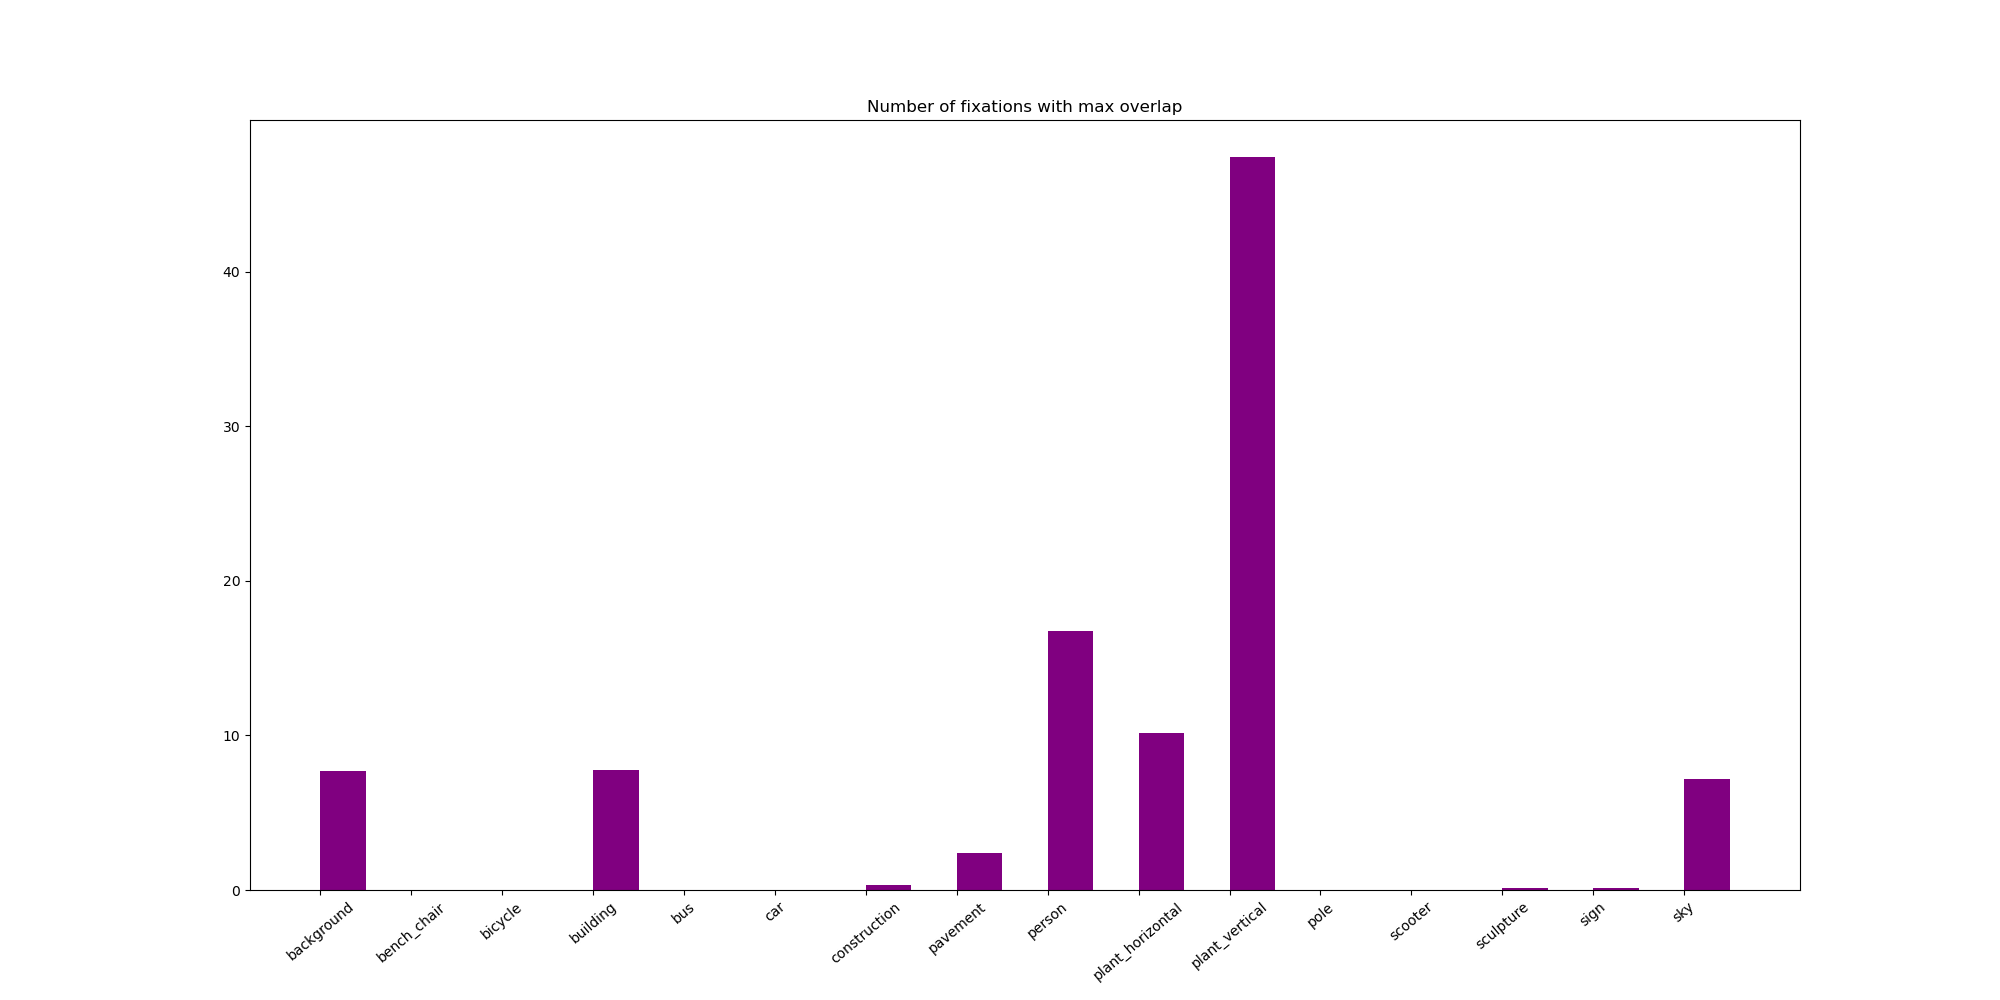 Number of fixations with max overlap
40
30
20
10
0
background
bench_chair
bicycle
building
bus
car
construction
pavement
person
plant_horizontal
plant_vertical
pole
scooter
sculpture
sign
sky